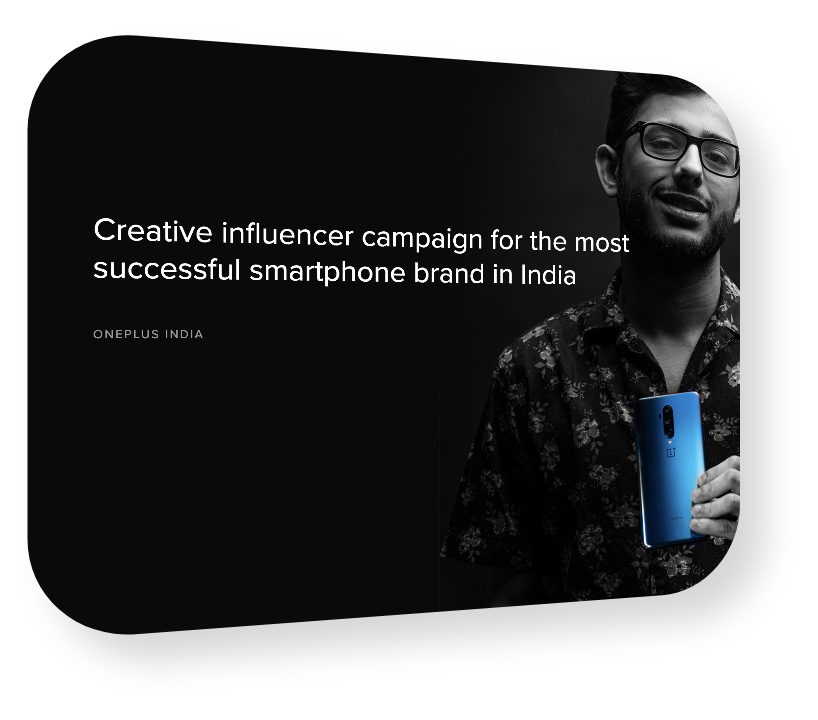 Creative influencer campaign for the most
successful smartphone brand in India
ONEPLUS INDIA